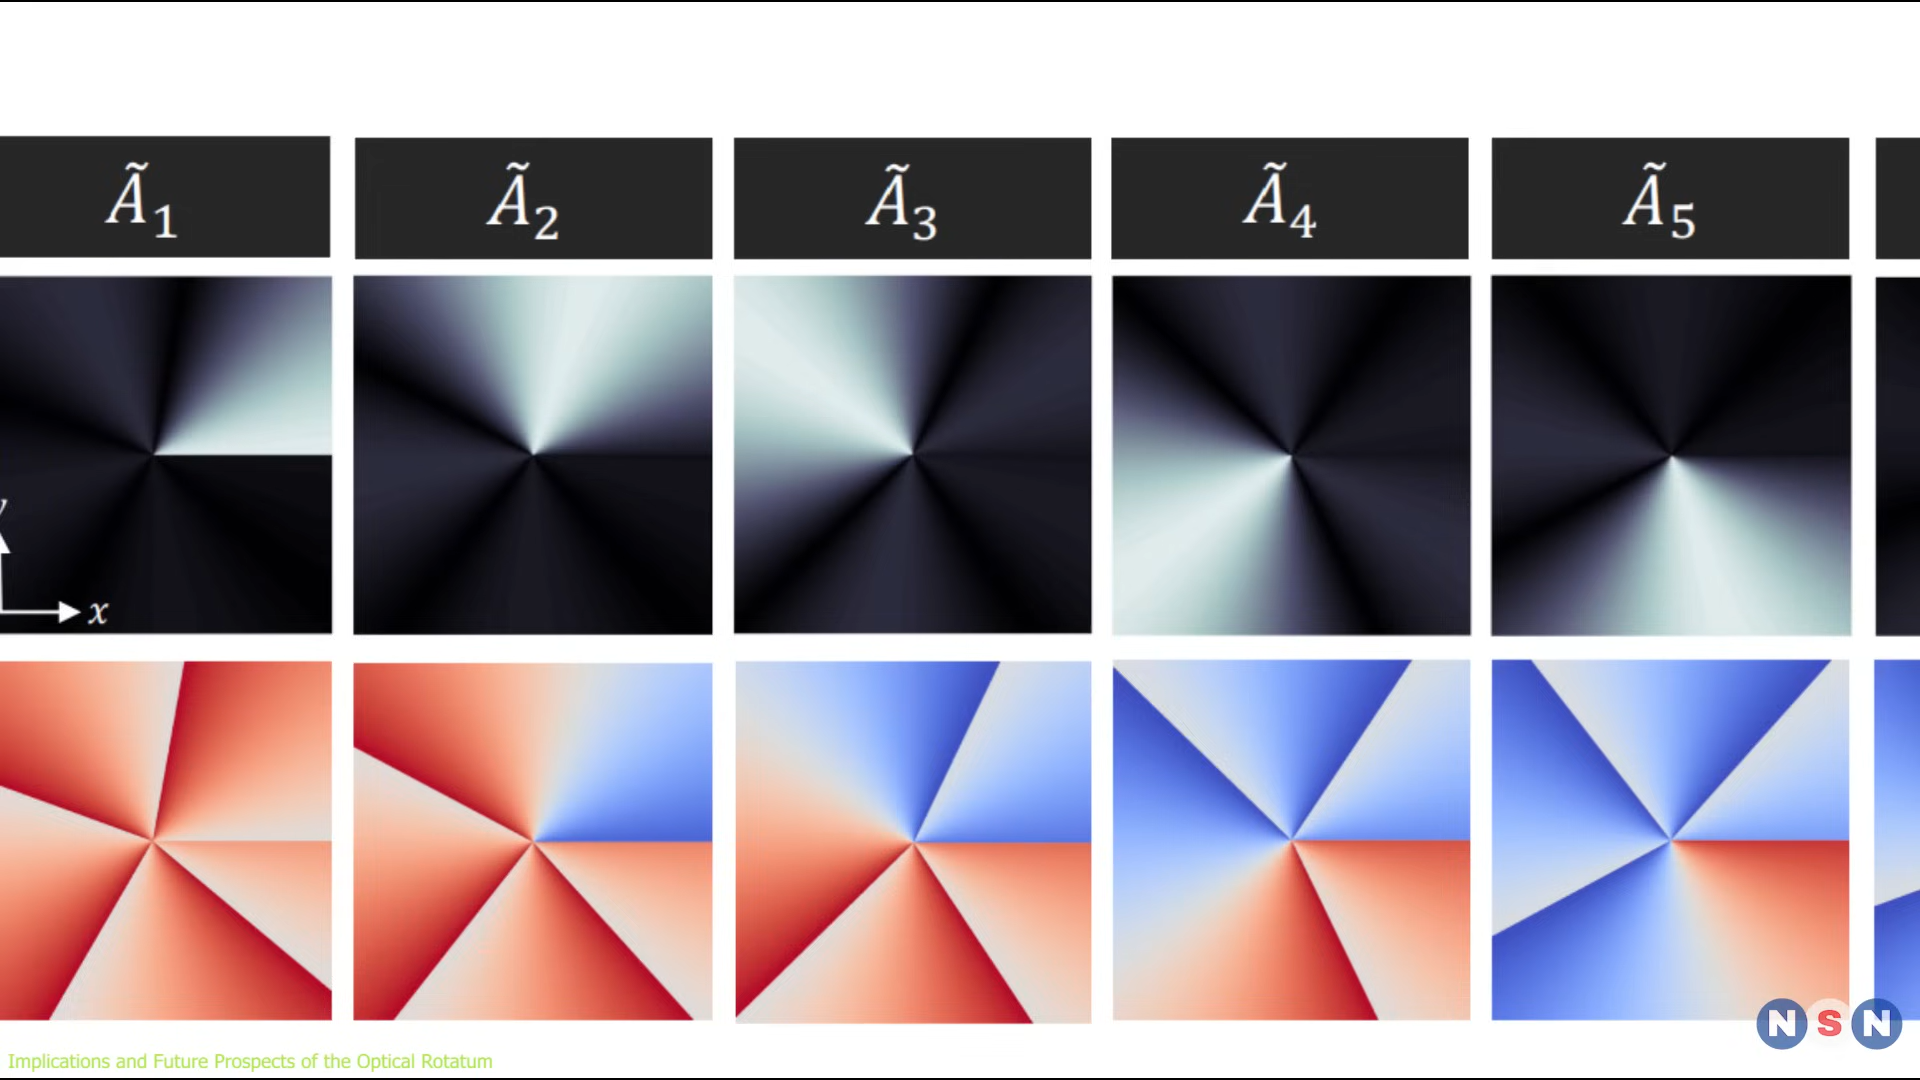 Ã₁ Ã₂ Ã₃ Ã₄ Ã₅
x
NSN
Implications and Future Prospects of the Optical Rotatum